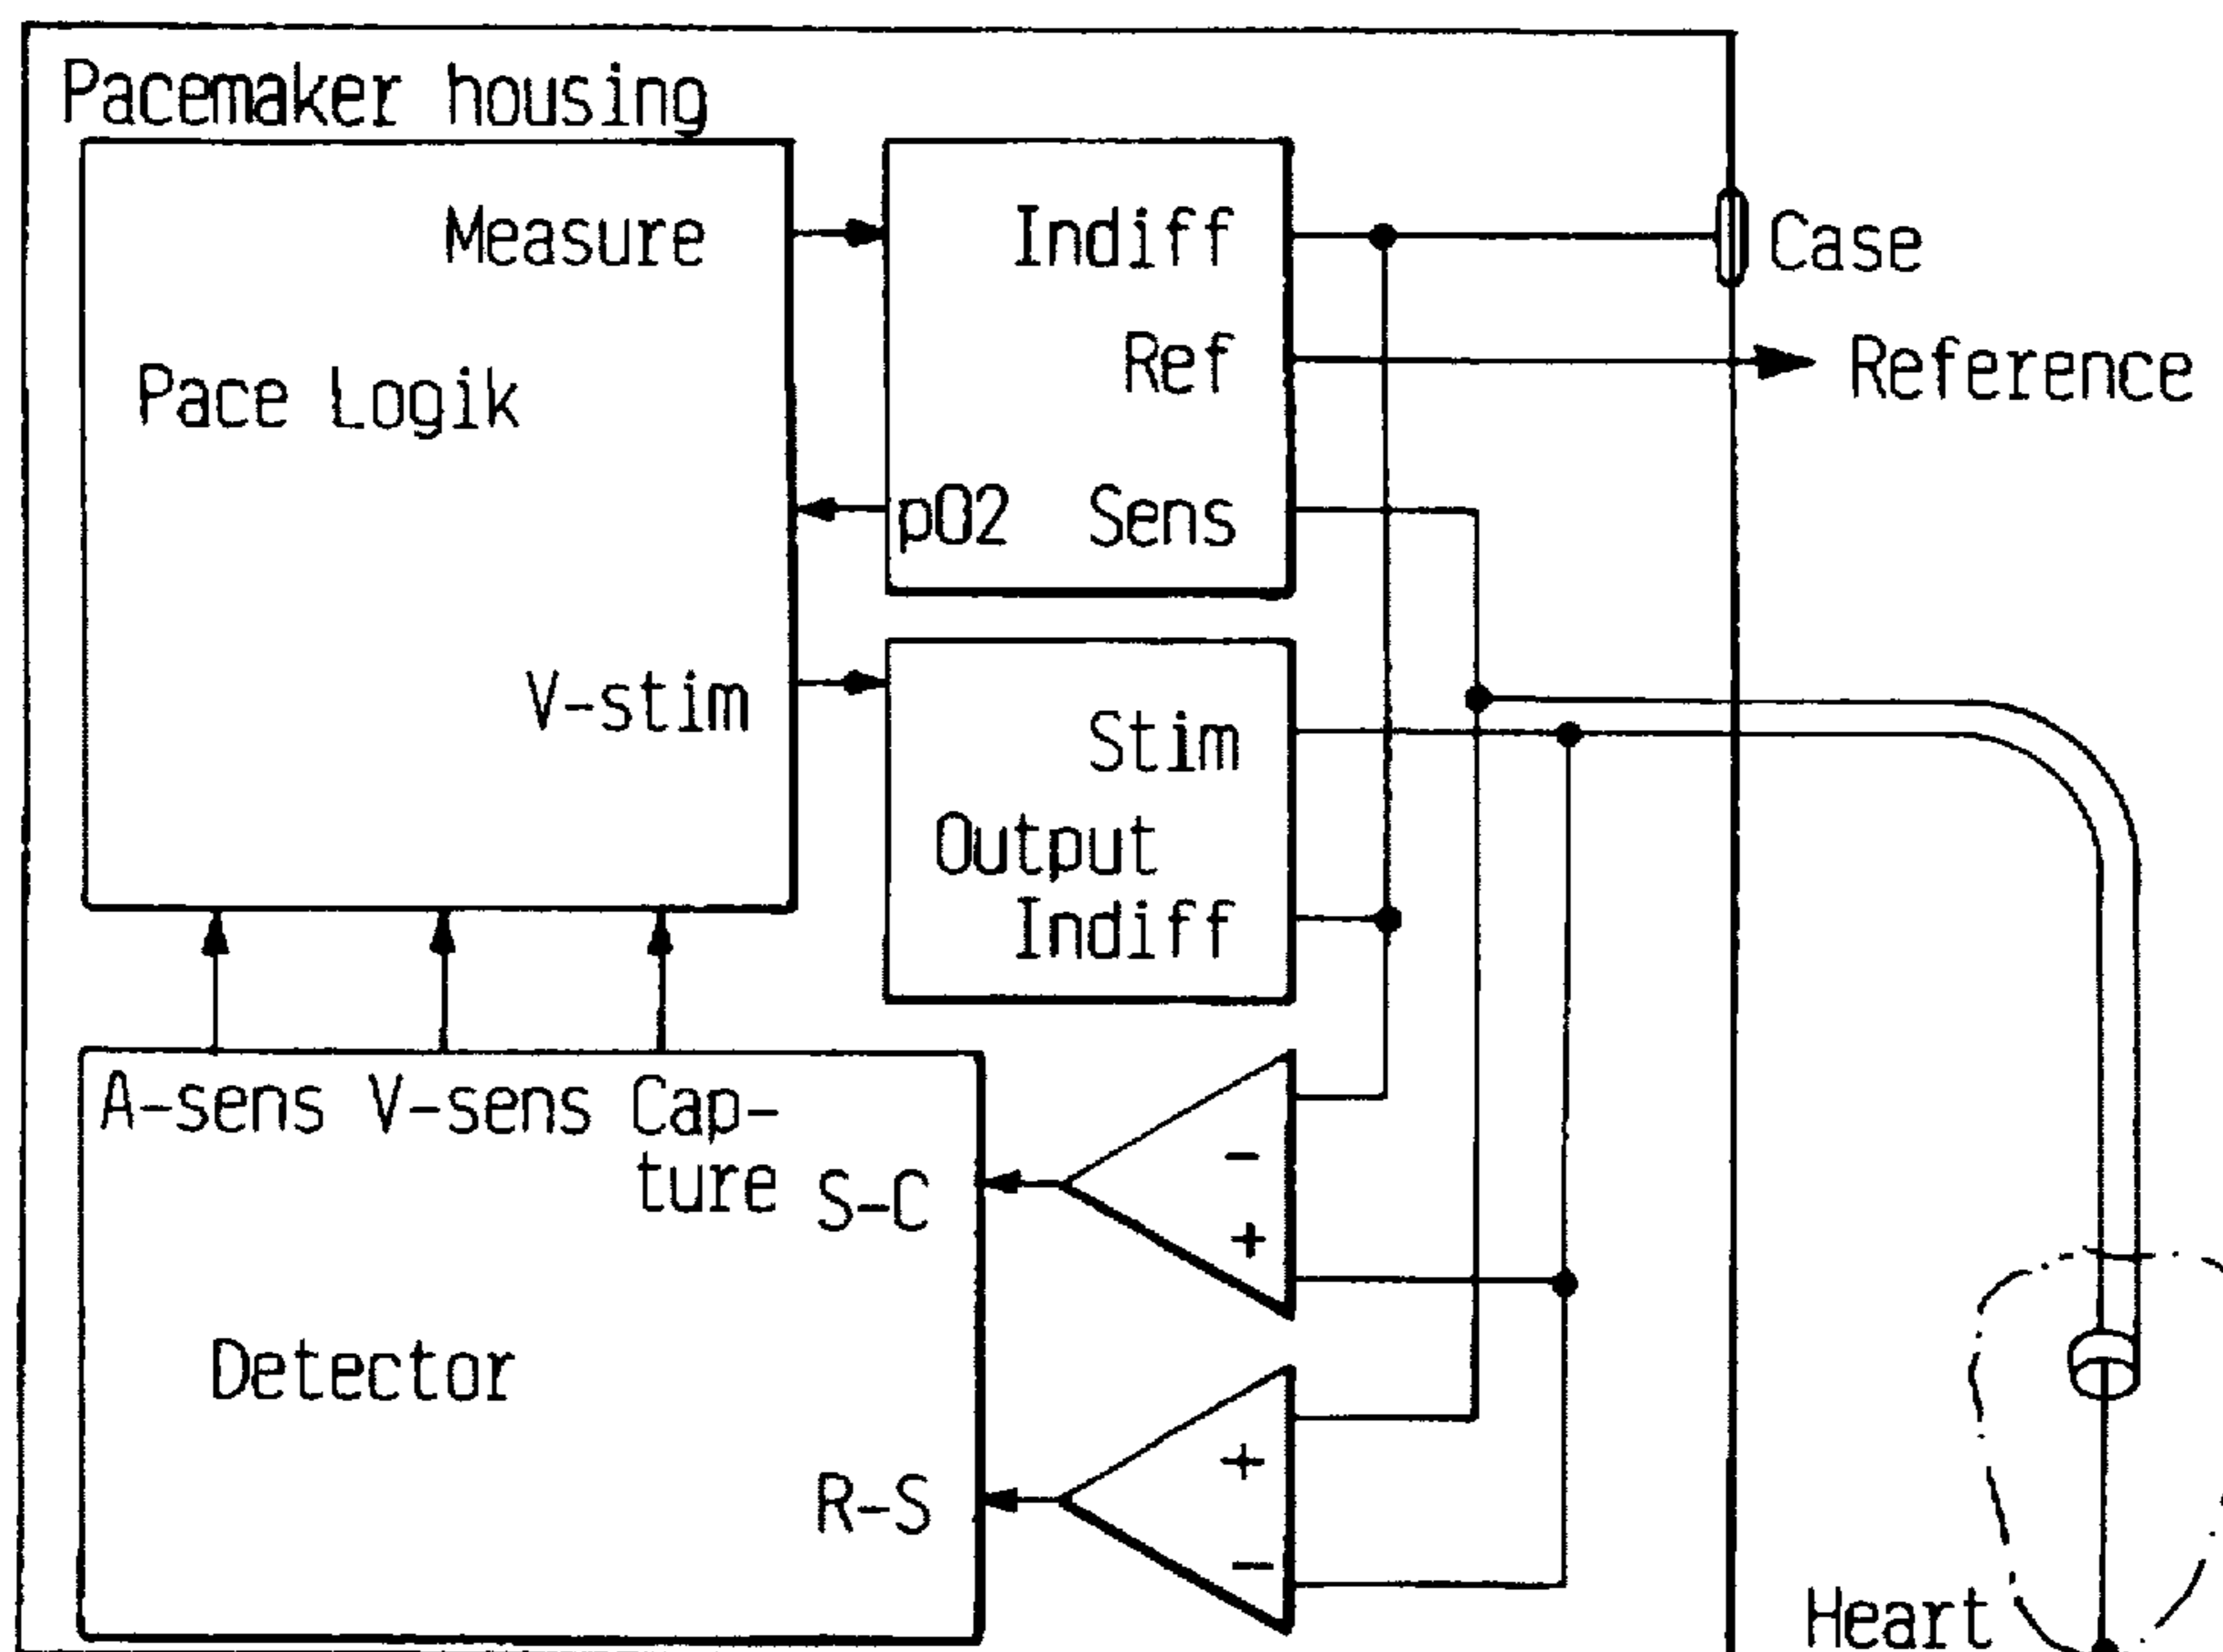 Pacemaker housing
Measure
Pace Logik
V-stim
Indiff
Ref
pO2 Sens
Case
Reference
Stim
Output
Indiff
A-sens V-sens Cap-
ture
S-C
Detector
R-S
-
+
+
-
Heart